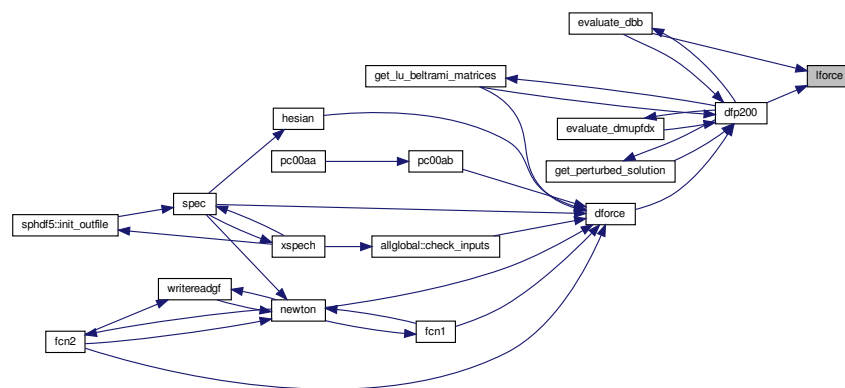 evaluate_dbb
lforce
get_lu_beltrami_matrices
dfp200
hesian
evaluate_dmupfdx
pc00aa
pc00ab
get_perturbed_solution
spec
dforce
sphdf5::init_outfile
xspech
allglobal::check_inputs
writereadgf
newton
fcn2
fcn1